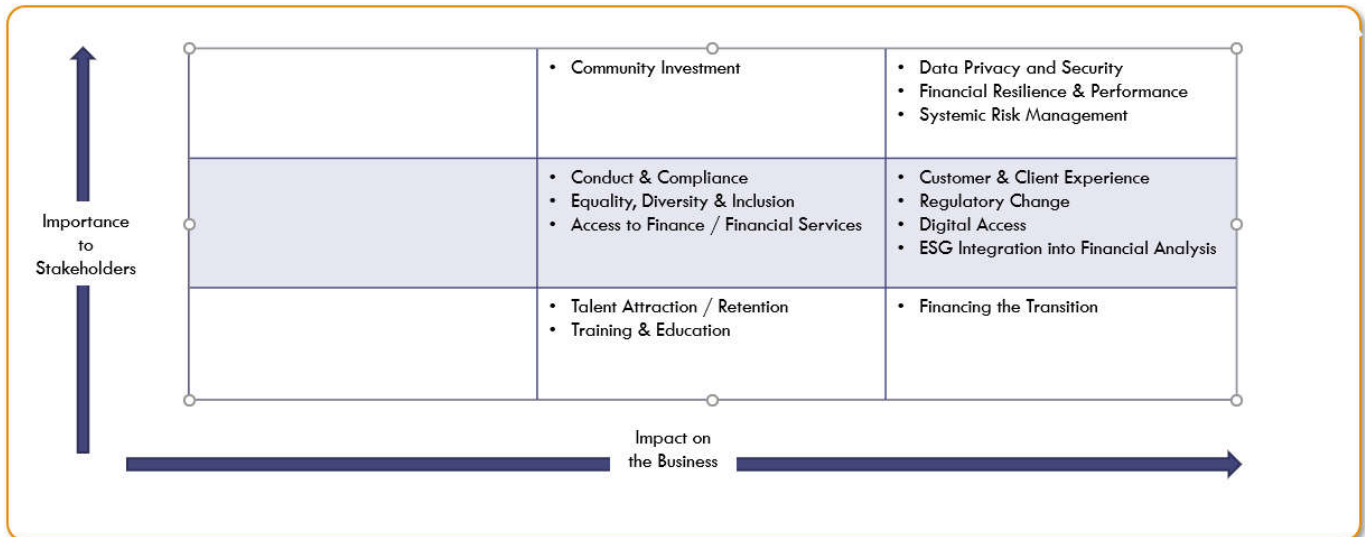 • Community Investment
• Data Privacy and Security
• Financial Resilience & Performance
• Systemic Risk Management
Importance
to
Stakeholders
• Conduct & Compliance
• Equality, Diversity & Inclusion
• Access to Finance / Financial Services
• Customer & Client Experience
• Regulatory Change
• Digital Access
• ESG Integration into Financial Analysis
• Talent Attraction / Retention
• Training & Education
• Financing the Transition
Impact on
the Business